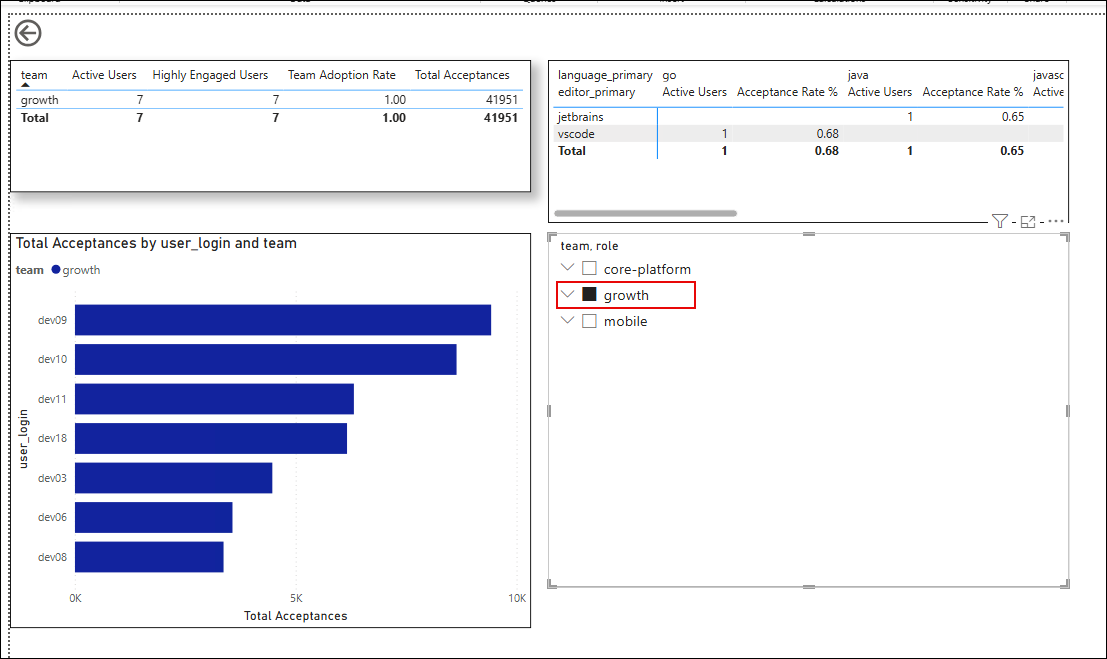 team Active Users Highly Engaged Users Team Adoption Rate Total Acceptances
growth 7 7 1.00 41951
Total 7 7 1.00 41951
language_primary go java javasc
editor_primary Active Users Acceptance Rate % Active Users Acceptance Rate % Active
jetbrains 1 0.65
vscode 1 0.68
Total 1 0.68 1 0.65
Total Acceptances by user_login and team
team growth
user_login
dev09
dev10
dev11
dev18
dev03
dev06
dev08
0K 5K 10K
Total Acceptances
team, role
core-platform
growth
mobile